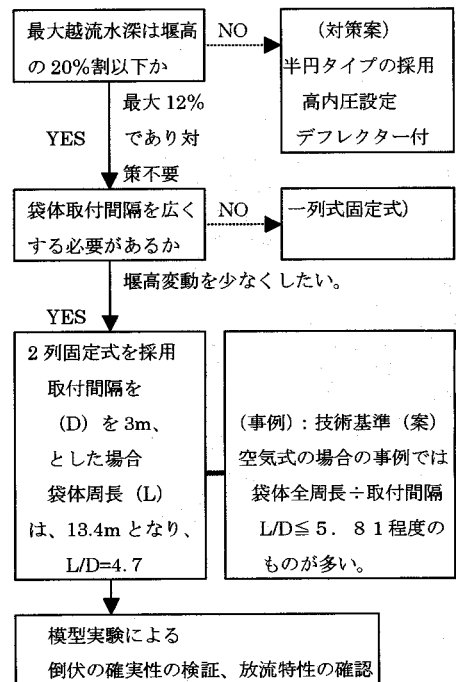 最大越流水深は堰高
の20%割以下か
NO
(対策案)
半円タイプの採用
高内圧設定
デフレクター付
YES
最大 12%
であり対
策不要
袋体取付間隔を広く
する必要があるか
NO
一列式固定式)
堰高変動を少なくしたい。
YES
2 列固定式を採用
取付間隔を
(D) を 3m、
とした場合
袋体周長 (L)
は、13.4m となり、
L/D=4.7
(事例):技術基準 (案)
空気式の場合の事例では
袋体全周長÷取付間隔
L/D≦5.81程度の
ものが多い。
模型実験による
倒伏の確実性の検証、放流特性の確認